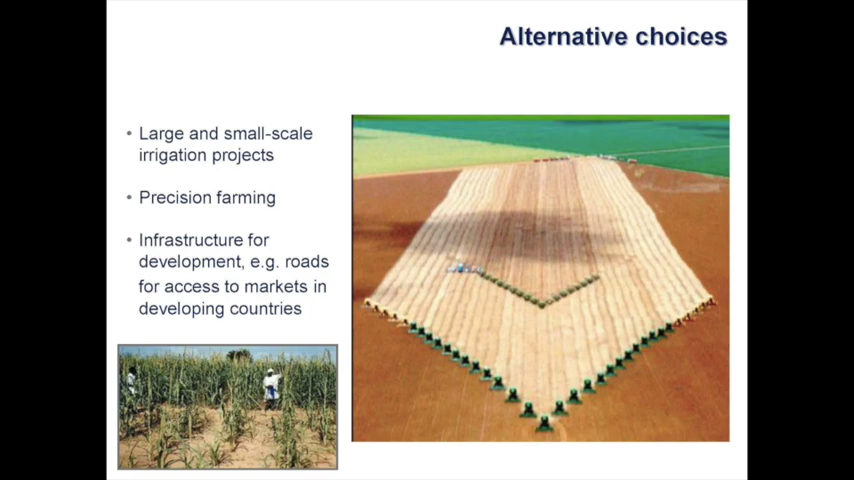 Alternative choices
• Large and small-scale
irrigation projects
• Precision farming
• Infrastructure for
development, e.g. roads
for access to markets in
developing countries